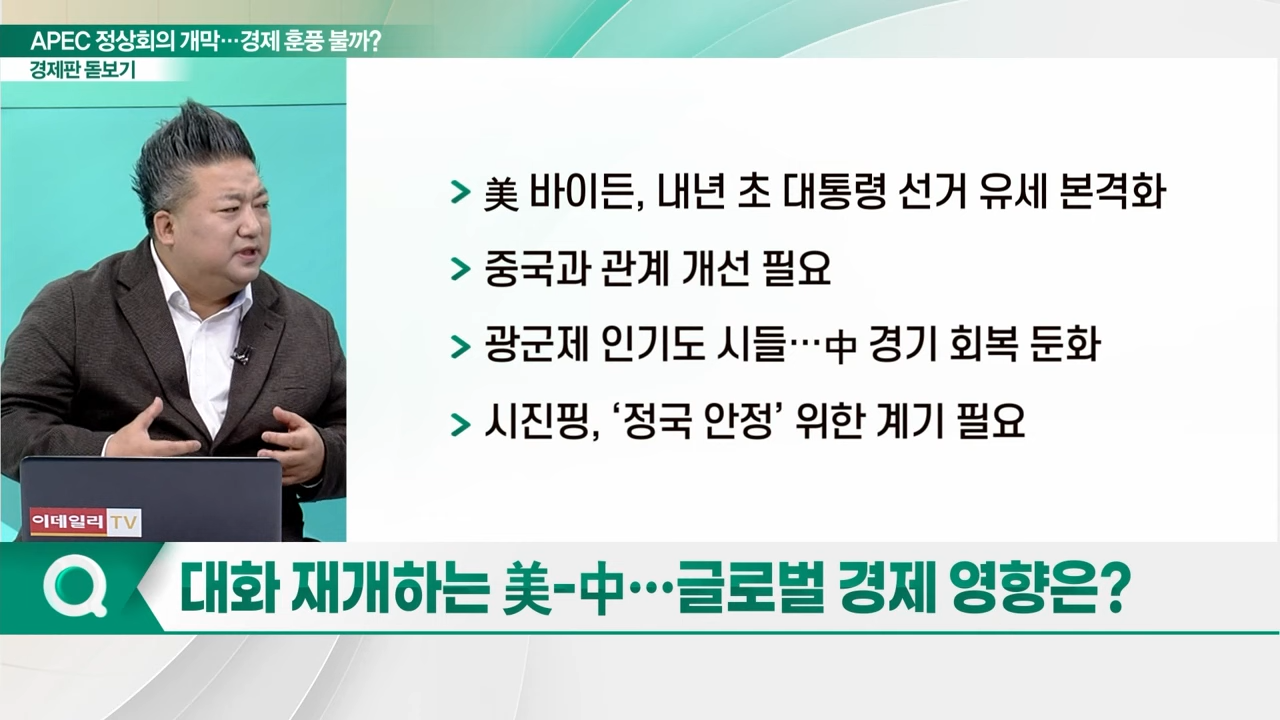 APEC 정상회의 개막…경제 훈풍 불까?
경제판 돋보기
> 美 바이든, 내년 초 대통령 선거 유세 본격화
> 중국과 관계 개선 필요
> 광군제 인기도 시들…中 경기 회복 둔화
> 시진핑, ‘정국 안정’ 위한 계기 필요
이데일리TV
Q 대화 재개하는 美-中…글로벌 경제 영향은?